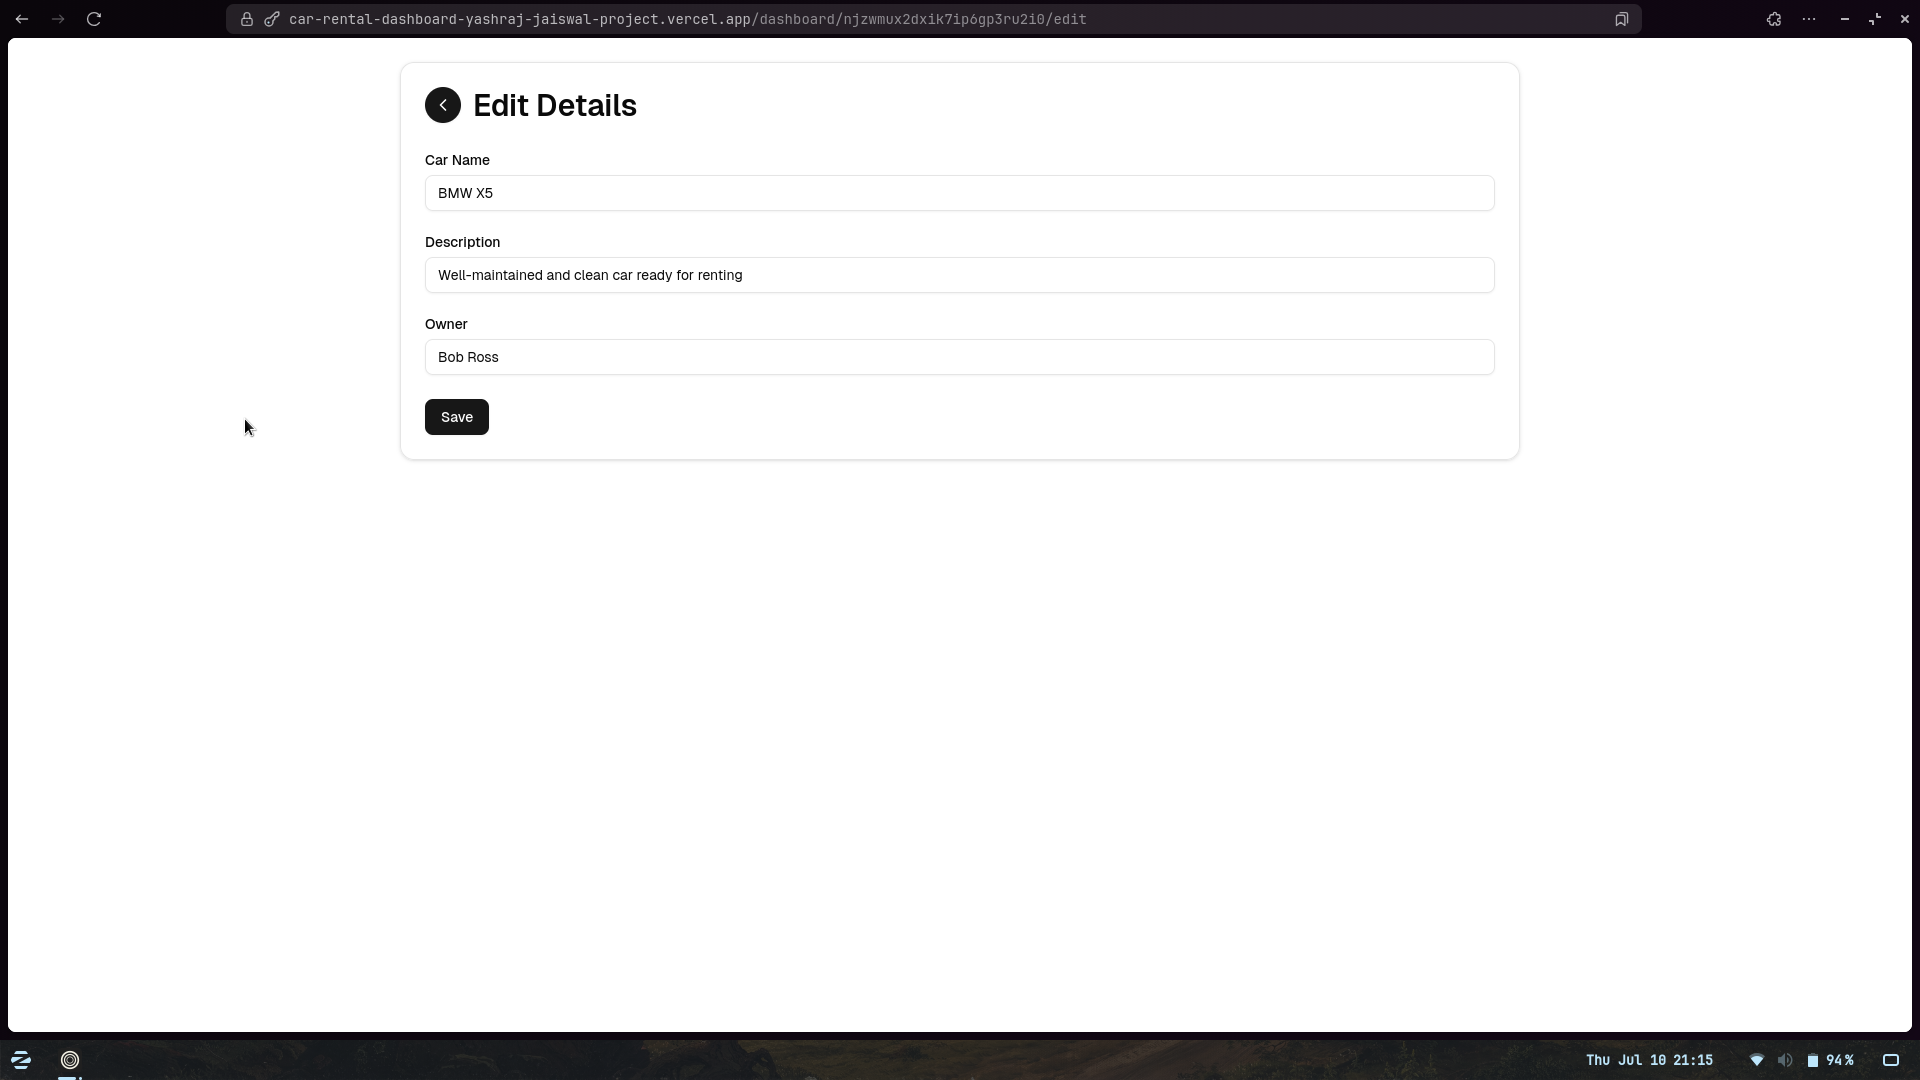 car-rental-dashboard-yashraj-jaiswal-project.vercel.app/dashboard/njzwmux2dxik7ip6gp3ru2i0/edit
Edit Details
Car Name
BMW X5
Description
Well-maintained and clean car ready for renting
Owner
Bob Ross
Save
Thu Jul 10 21:15
94%